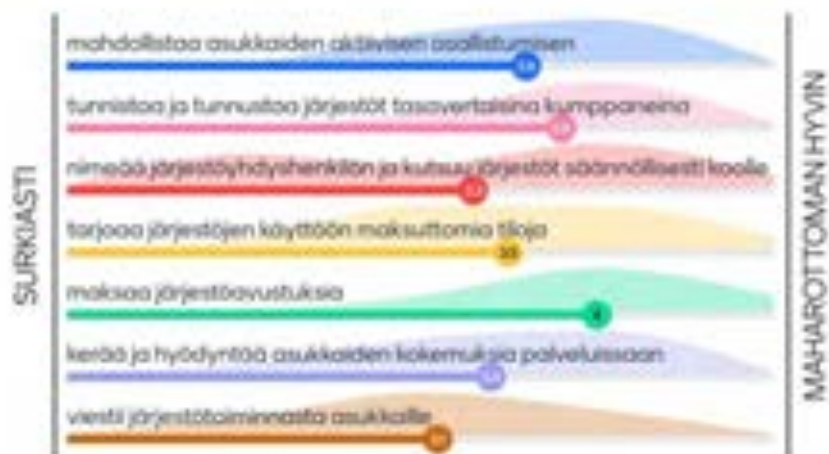 SURKIASTI
mahdollistaa asukkaiden aktiivisen osallistumisen
tunnistaa ja tunnustaa järjestöt tasavertaisina kumppaneina
nimeää järjestöyhdyshenkilön ja kutsuu järjestöt säännöllisesti koolle
tarjoaa järjestöjen käyttöön maksuttomia tiloja
maksaa järjestöavustuksia
kerää ja hyödyntää asukkaiden kokemuksia palveluissaan
viestii järjestötoiminnasta asukkaille
MAHAROTTOMAN HYVIN